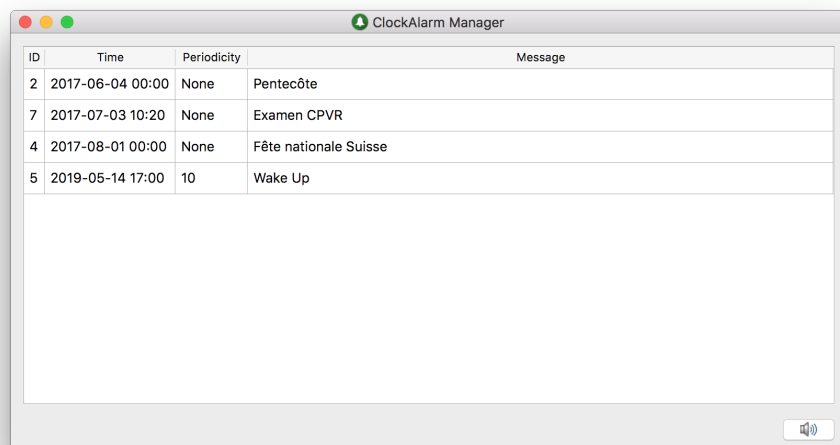 ClockAlarm Manager
ID Time Periodicity Message
2 2017-06-04 00:00 None Pentecôte
7 2017-07-03 10:20 None Examen CPVR
4 2017-08-01 00:00 None Fête nationale Suisse
5 2019-05-14 17:00 10 Wake Up